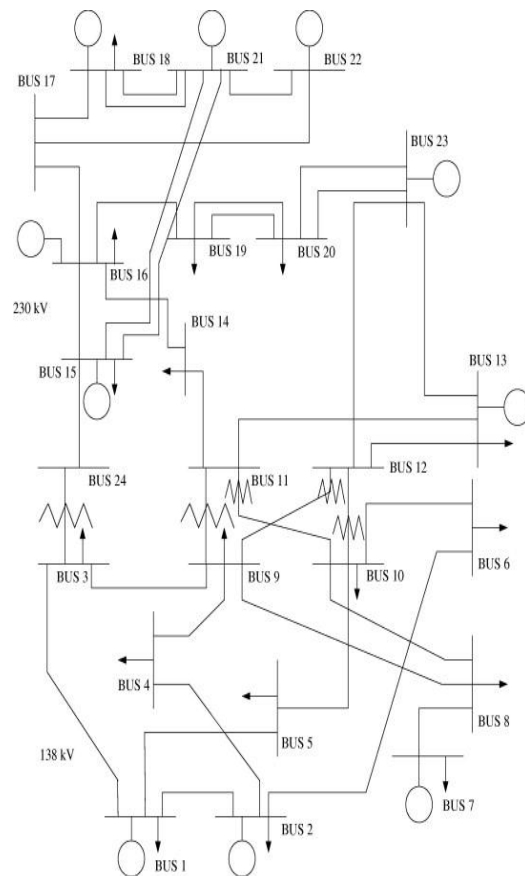 BUS 18
BUS 21
BUS 22
BUS 17
BUS 23
BUS 19
BUS 20
BUS 16
230 kV
BUS 14
BUS 15
BUS 13
BUS 24
BUS 11
BUS 12
BUS 3
BUS 9
BUS 10
BUS 6
BUS 4
BUS 5
BUS 8
138 kV
BUS 7
BUS 1
BUS 2